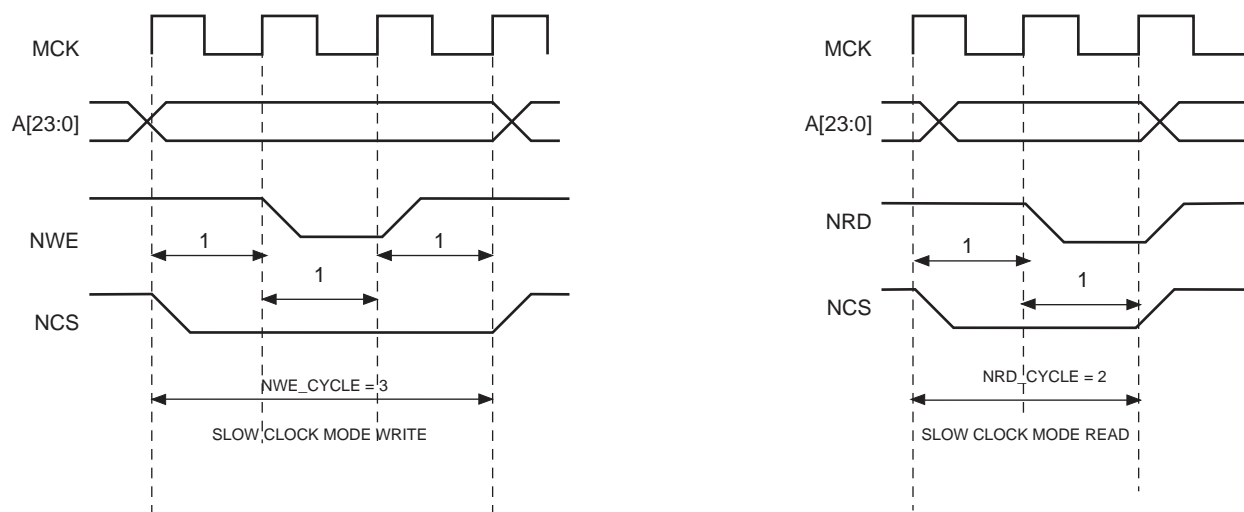 MCK
A[23:0]
NWE
1
1
1
NCS
NWE_CYCLE = 3
SLOW CLOCK MODE WRITE
MCK
A[23:0]
NRD
1
1
NCS
NRD_CYCLE = 2
SLOW CLOCK MODE READ